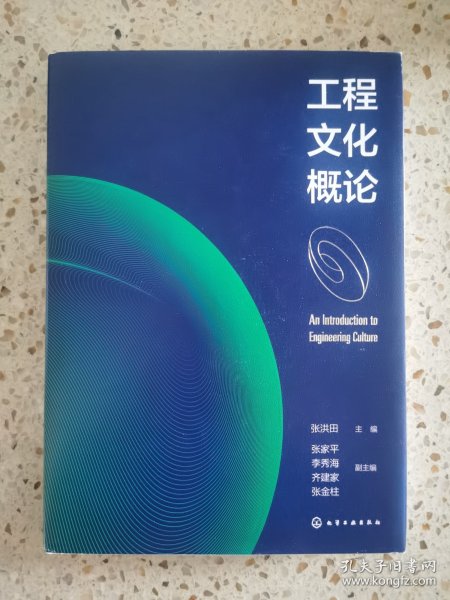 工程
文化
概论
An Introduction to
Engineering Culture
张洪田 主编
张家平
李秀海
齐建家
张金柱
副主编
化学工业出版社
孔夫子旧书网
www.kongfz.com